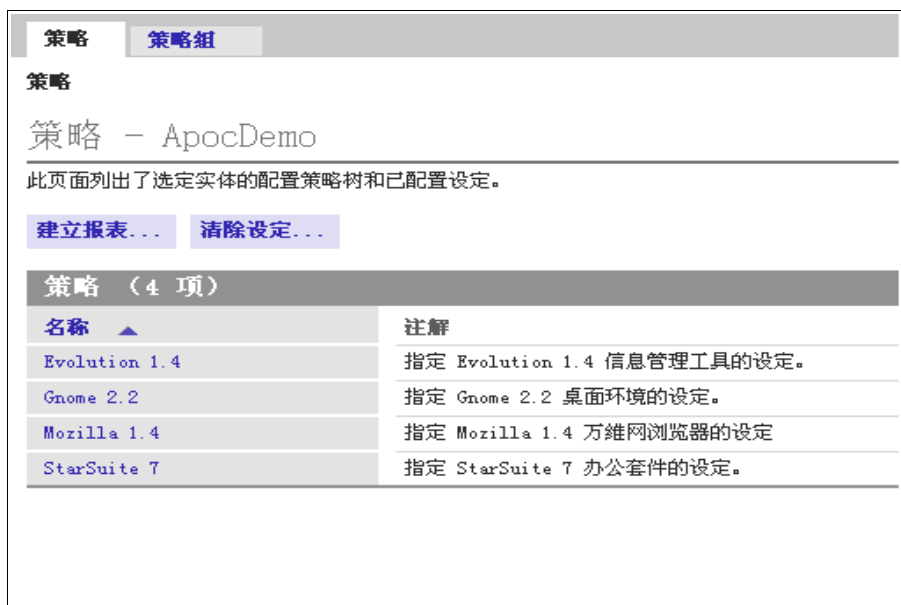 策略 策略组
策略
策略 - ApocDemo
此页面列出了选定实体的配置策略树和已配置设定。
建立报表... 清除设定...
策略 （4 项）
名称 注解
Evolution 1.4 指定 Evolution 1.4 信息管理工具的设定。
Gnome 2.2 指定 Gnome 2.2 桌面环境的设定。
Mozilla 1.4 指定 Mozilla 1.4 万维网浏览器的设定
StarSuite 7 指定 StarSuite 7 办公套件的设定。